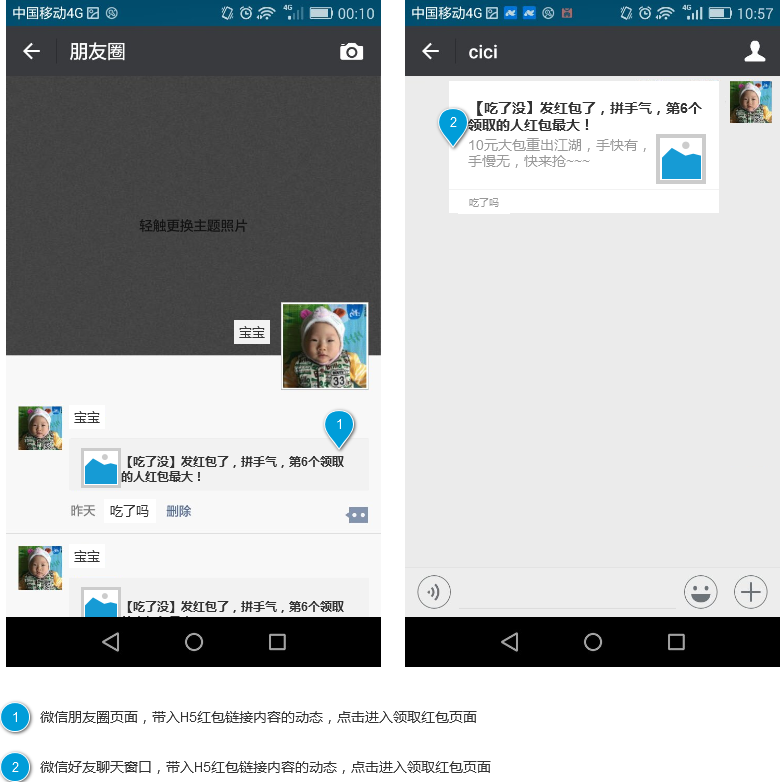 中国移动4G
4G
00:10
朋友圈
轻触更换主题照片
宝宝
33
宝宝
1
【吃了没】发红包了，拼手气，第6个领取
的人红包最大！
昨天 吃了吗 删除
宝宝
【吃了没】发红包了，拼手气，第6个领取
中国移动4G
4G
10:57
cici
2
【吃了没】发红包了，拼手气，第6个
领取的人红包最大！
10元大包重出江湖，手快有，
手慢无，快来抢~~~
吃了吗
1 微信朋友圈页面，带入H5红包链接内容的动态，点击进入领取红包页面
2 微信好友聊天窗口，带入H5红包链接内容的动态，点击进入领取红包页面